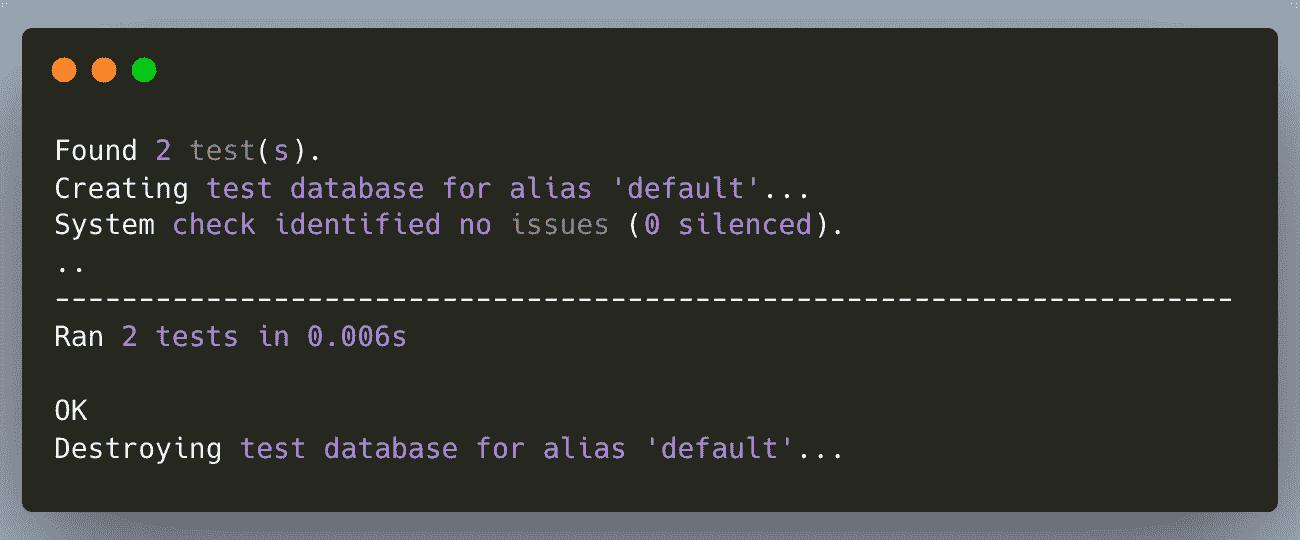 Found 2 test(s).
Creating test database for alias 'default'...
System check identified no issues (0 silenced).
..
----------------------------------------------------------------------
Ran 2 tests in 0.006s
OK
Destroying test database for alias 'default'...